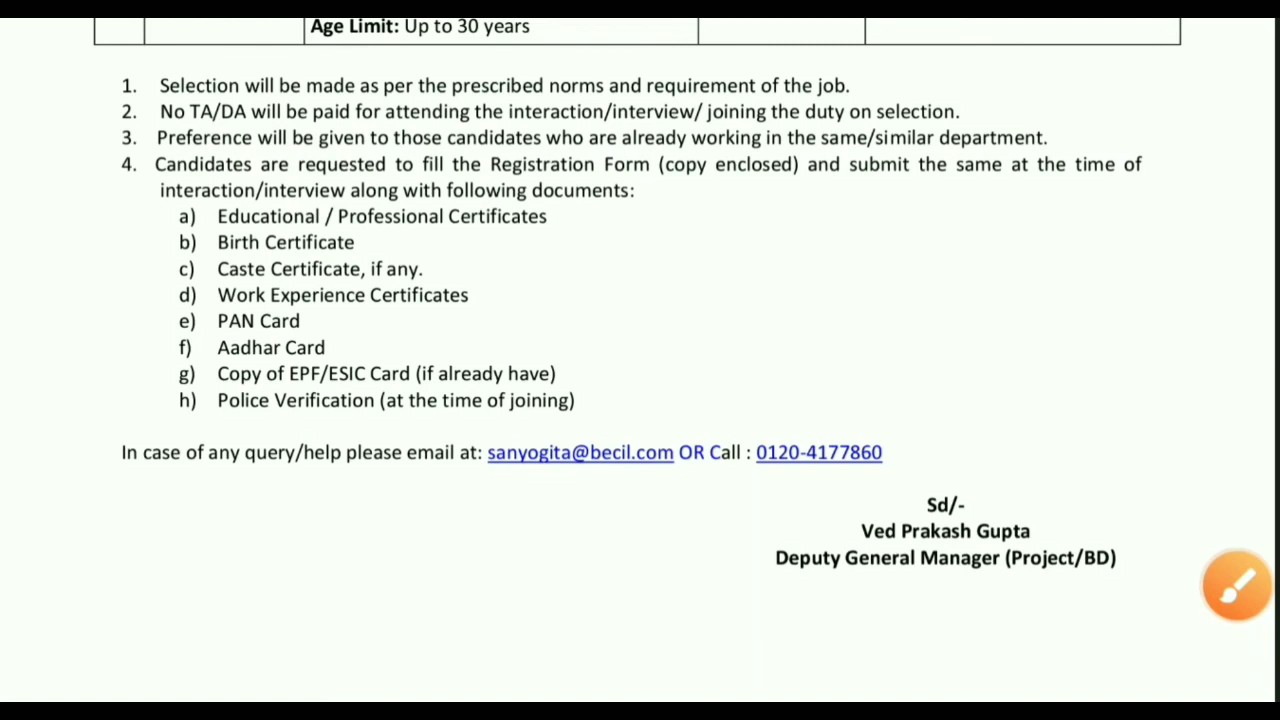 Age Limit: Up to 30 years
1. Selection will be made as per the prescribed norms and requirement of the job.
2. No TA/DA will be paid for attending the interaction/interview/ joining the duty on selection.
3. Preference will be given to those candidates who are already working in the same/similar department.
4. Candidates are requested to fill the Registration Form (copy enclosed) and submit the same at the time of
interaction/interview along with following documents:
a) Educational / Professional Certificates
b) Birth Certificate
c) Caste Certificate, if any.
d) Work Experience Certificates
e) PAN Card
f) Aadhar Card
g) Copy of EPF/ESIC Card (if already have)
h) Police Verification (at the time of joining)
In case of any query/help please email at: sanyogita@becil.com OR Call : 0120-4177860
Sd/-
Ved Prakash Gupta
Deputy General Manager (Project/BD)